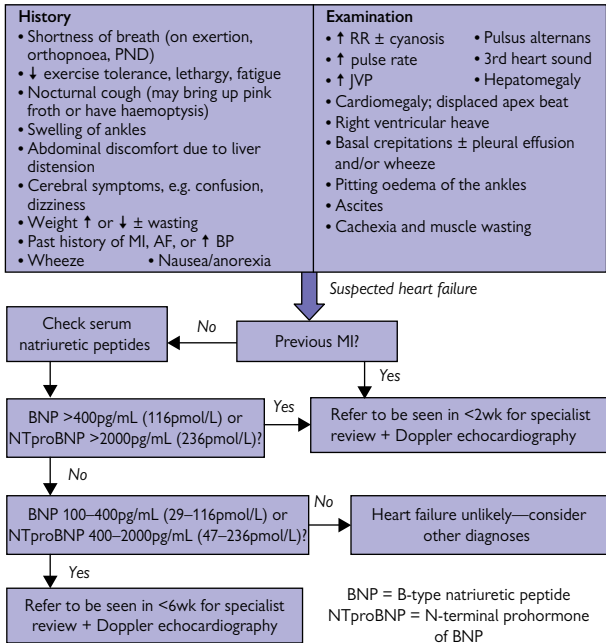 History
• Shortness of breath (on exertion,
orthopnoea, PND)
• ↓ exercise tolerance, lethargy, fatigue
• Nocturnal cough (may bring up pink
froth or have haemoptysis)
• Swelling of ankles
• Abdominal discomfort due to liver
distension
• Cerebral symptoms, e.g. confusion,
dizziness
• Weight ↑ or ↓ ± wasting
• Past history of MI, AF, or ↑ BP
• Wheeze • Nausea/anorexia
Examination
• ↑ RR ± cyanosis • Pulsus alternans
• ↑ pulse rate • 3rd heart sound
• ↑ JVP • Hepatomegaly
• Cardiomegaly; displaced apex beat
• Right ventricular heave
• Basal crepitations ± pleural effusion
and/or wheeze
• Pitting oedema of the ankles
• Ascites
• Cachexia and muscle wasting
Suspected heart failure
Previous MI?
No
Check serum
natriuretic peptides
Yes
BNP >400pg/mL (116pmol/L) or
NTproBNP >2000pg/mL (236pmol/L)?
Yes
Refer to be seen in <2wk for specialist
review + Doppler echocardiography
No
BNP 100–400pg/mL (29–116pmol/L) or
NTproBNP 400–2000pg/mL (47–236pmol/L)?
No
Heart failure unlikely—consider
other diagnoses
Yes
Refer to be seen in <6wk for specialist
review + Doppler echocardiography
BNP = B-type natriuretic peptide
NTproBNP = N-terminal prohormone
of BNP